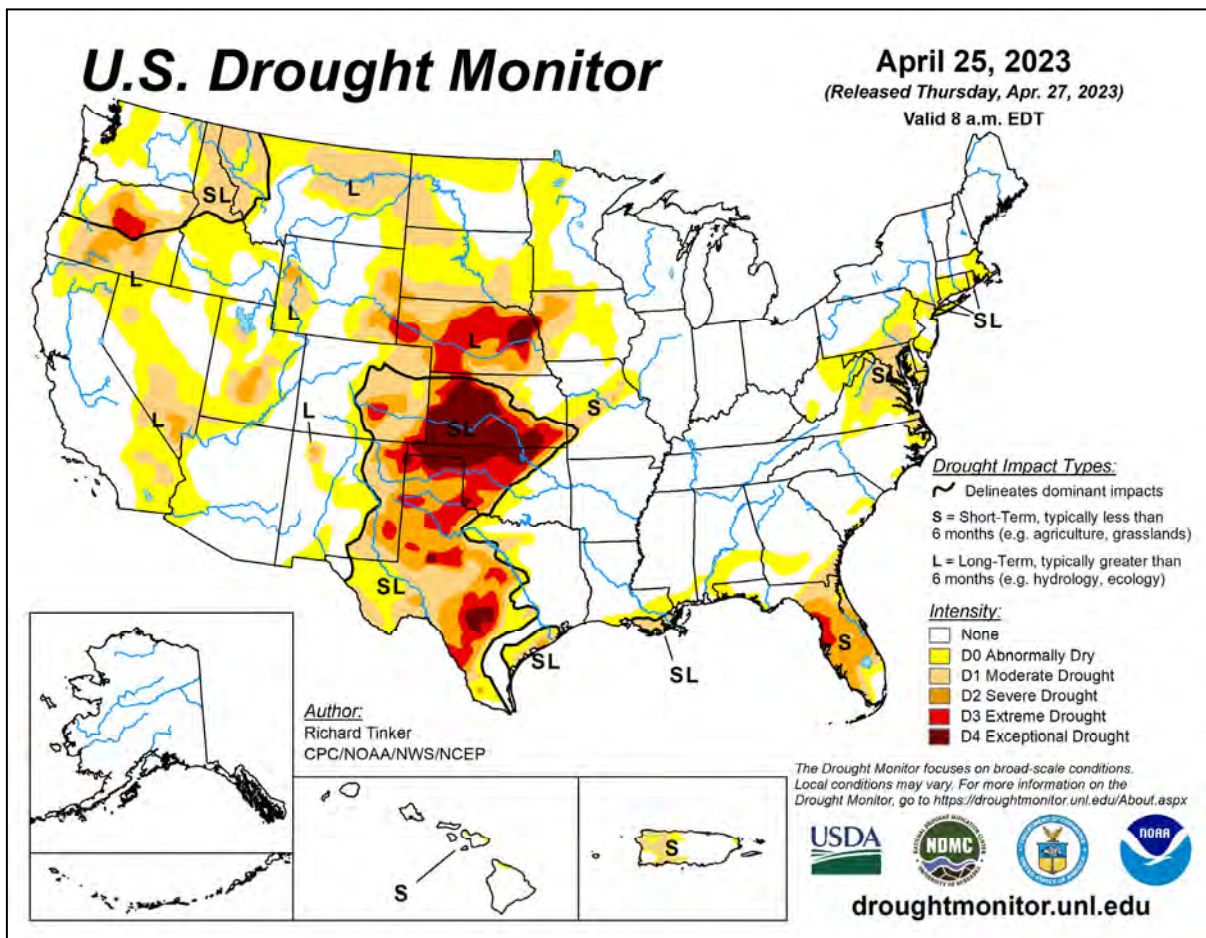 U.S. Drought Monitor
April 25, 2023
(Released Thursday, Apr. 27, 2023)
Valid 8 a.m. EDT
SL
L
L
L
L
SL
L
SL
L
L
S
SL
SL
SL
SL
S
Drought Impact Types:
Delineates dominant impacts
S = Short-Term, typically less than
6 months (e.g. agriculture, grasslands)
L = Long-Term, typically greater than
6 months (e.g. hydrology, ecology)
Intensity:
None
D0 Abnormally Dry
D1 Moderate Drought
D2 Severe Drought
D3 Extreme Drought
D4 Exceptional Drought
Author:
Richard Tinker
CPC/NOAA/NWS/NCEP
S
S
The Drought Monitor focuses on broad-scale conditions.
Local conditions may vary. For more information on the
Drought Monitor, go to https://droughtmonitor.unl.edu/About.aspx
USDA
NDMC
NOAA
droughtmonitor.unl.edu